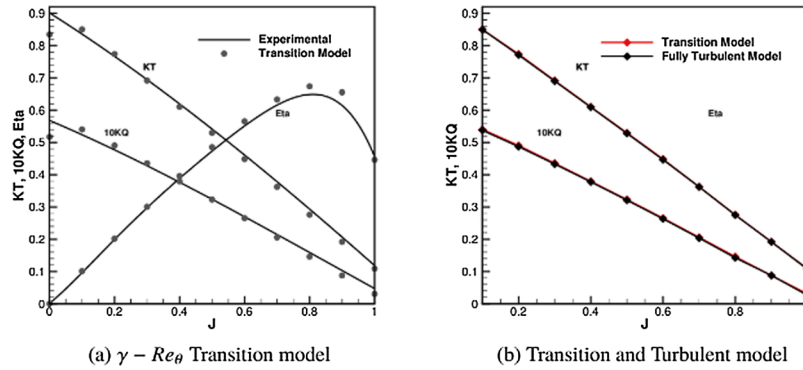 0.9
0.8
0.7
0.6
0.5
0.4
0.3
0.2
0.1
0
KT, 10KQ, Eta
Experimental
Transition Model
KT
Eta
10KQ
0 0.2 0.4 0.6 0.8 1
J
(a) γ − Reθ Transition model
0.9
0.8
0.7
0.6
0.5
0.4
0.3
0.2
0.1
0
KT, 10KQ, Eta
Transition Model
Fully Turbulent Model
KT
Eta
10KQ
0.2 0.4 0.6 0.8
J
(b) Transition and Turbulent model